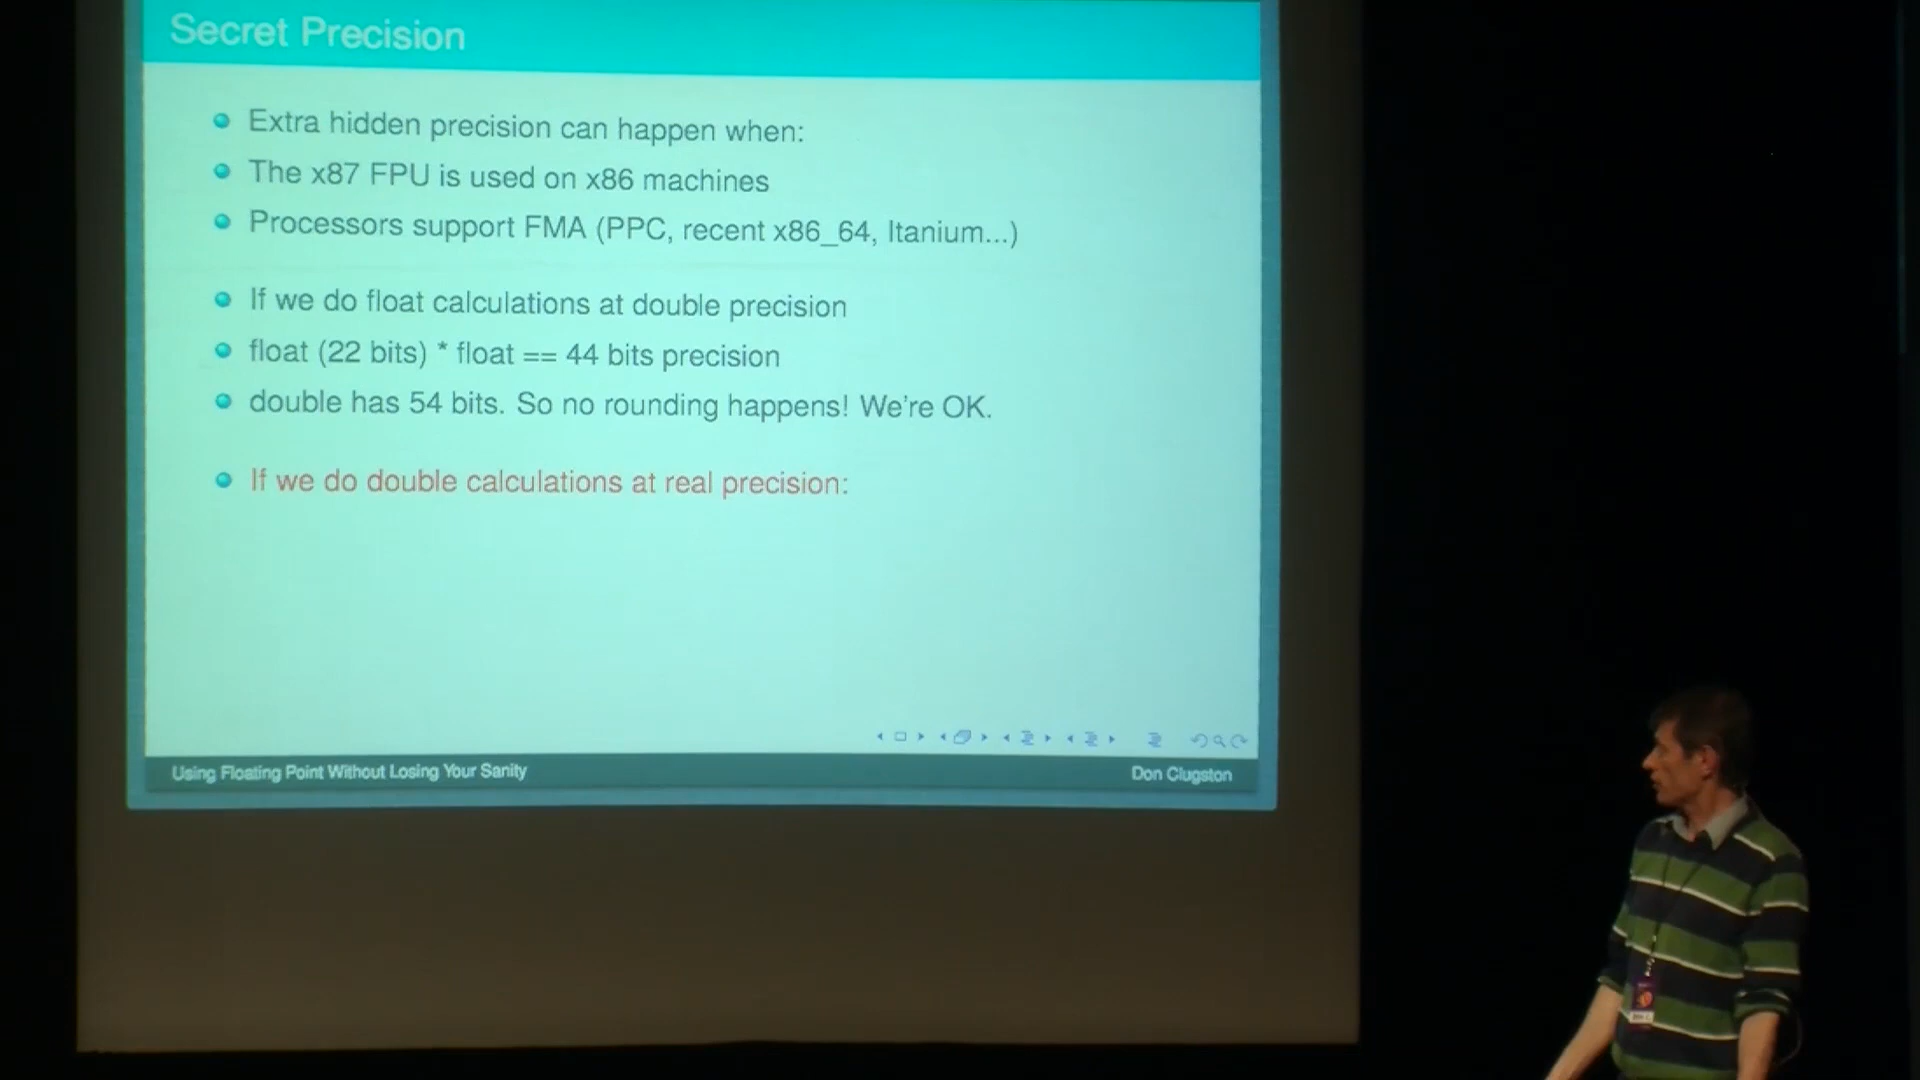 Secret Precision
Extra hidden precision can happen when:
The x87 FPU is used on x86 machines
Processors support FMA (PPC, recent x86_64, Itanium...)
If we do float calculations at double precision
float (22 bits) * float == 44 bits precision
double has 54 bits. So no rounding happens! We're OK.
If we do double calculations at real precision:
Using Floating Point Without Losing Your Sanity
Don Clugston